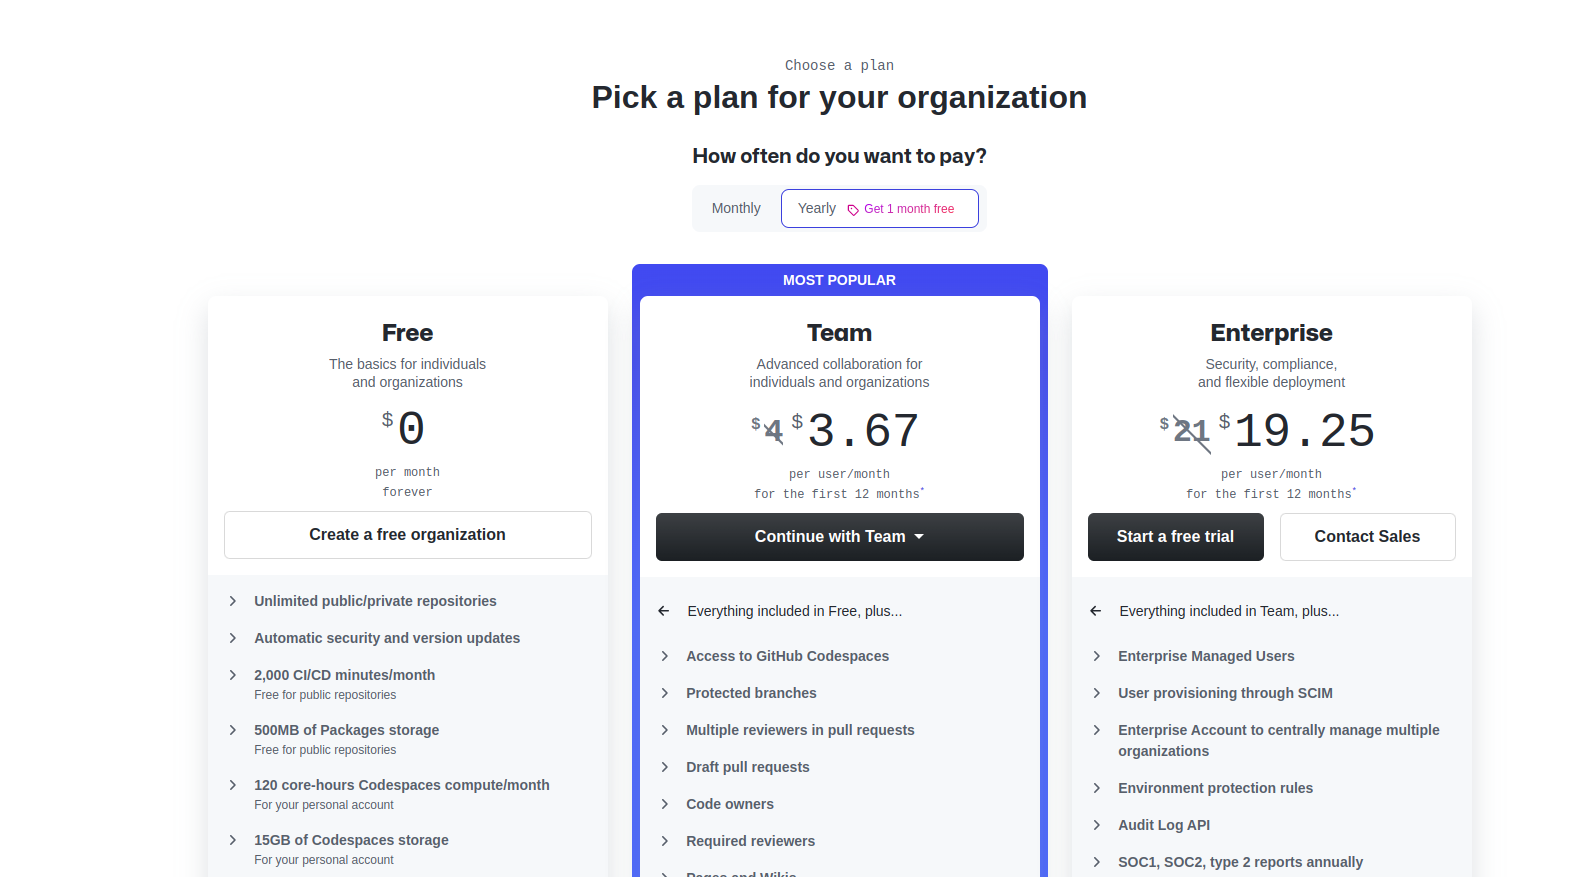 Choose a plan
Pick a plan for your organization
How often do you want to pay?
Monthly
Yearly Get 1 month free
Free
The basics for individuals
and organizations
$0
per month
forever
Create a free organization
Unlimited public/private repositories
Automatic security and version updates
2,000 CI/CD minutes/month
Free for public repositories
500MB of Packages storage
Free for public repositories
120 core-hours Codespaces compute/month
For your personal account
15GB of Codespaces storage
For your personal account
MOST POPULAR
Team
Advanced collaboration for
individuals and organizations
$4 $3.67
per user/month
for the first 12 months*
Continue with Team
Everything included in Free, plus...
Access to GitHub Codespaces
Protected branches
Multiple reviewers in pull requests
Draft pull requests
Code owners
Required reviewers
Pages and Wikis
Enterprise
Security, compliance,
and flexible deployment
$21 $19.25
per user/month
for the first 12 months*
Start a free trial
Contact Sales
Everything included in Team, plus...
Enterprise Managed Users
User provisioning through SCIM
Enterprise Account to centrally manage multiple
organizations
Environment protection rules
Audit Log API
SOC1, SOC2, type 2 reports annually